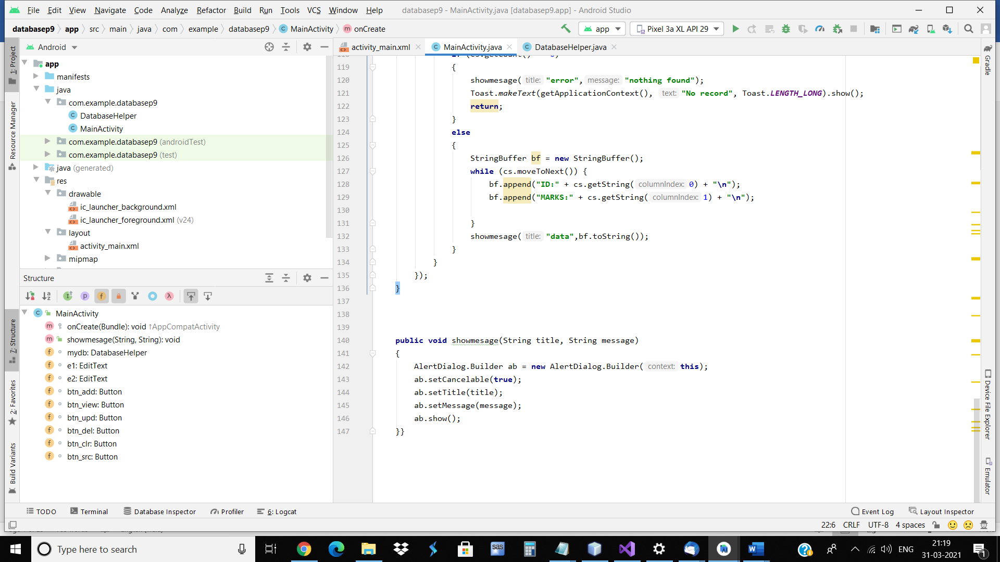 File Edit View Navigate Code Analyze Refactor Build Run Tools VCS Window Help databasep9 - MainActivity.java [databasep9.app] - Android Studio
databasep9 app src main java com example databasep9 MainActivity onCreate app Pixel 3a XL API 29
1: Project
Resource Manager
7: Structure
2: Favorites
Build Variants
Android
app
manifests
java
com.example.databasep9
DatabaseHelper
MainActivity
com.example.databasep9 (androidTest)
com.example.databasep9 (test)
java (generated)
res
drawable
ic_launcher_background.xml
ic_launcher_foreground.xml (v24)
layout
activity_main.xml
mipmap
Structure
MainActivity
onCreate(Bundle): void ↑AppCompatActivity
showmesage(String, String): void
mydb: DatabaseHelper
e1: EditText
e2: EditText
btn_add: Button
btn_view: Button
btn_upd: Button
btn_del: Button
btn_clr: Button
btn_src: Button
activity_main.xml MainActivity.java DatabaseHelper.java
119 {
120 showmesage( title: "error", message: "nothing found");
121 Toast.makeText(getApplicationContext(), text: "No record", Toast.LENGTH_LONG).show();
122 return;
123 }
124 else
125 {
126 StringBuffer bf = new StringBuffer();
127 while (cs.moveToNext()) {
128 bf.append("ID:" + cs.getString( columnIndex: 0) + "\n");
129 bf.append("MARKS:" + cs.getString( columnIndex: 1) + "\n");
130
131 }
132 showmesage( title: "data",bf.toString());
133 }
134 }
135 });
136 }
137
138
139
140 public void showmesage(String title, String message)
141 {
142 AlertDialog.Builder ab = new AlertDialog.Builder( context: this);
143 ab.setCancelable(true);
144 ab.setTitle(title);
145 ab.setMessage(message);
146 ab.show();
147 }}
Gradle
Device File Explorer
Emulator
TODO Terminal Database Inspector Profiler 6: Logcat Event Log Layout Inspector
22:6 CRLF UTF-8 4 spaces
Type here to search
sas
ENG
21:19
31-03-2021
1